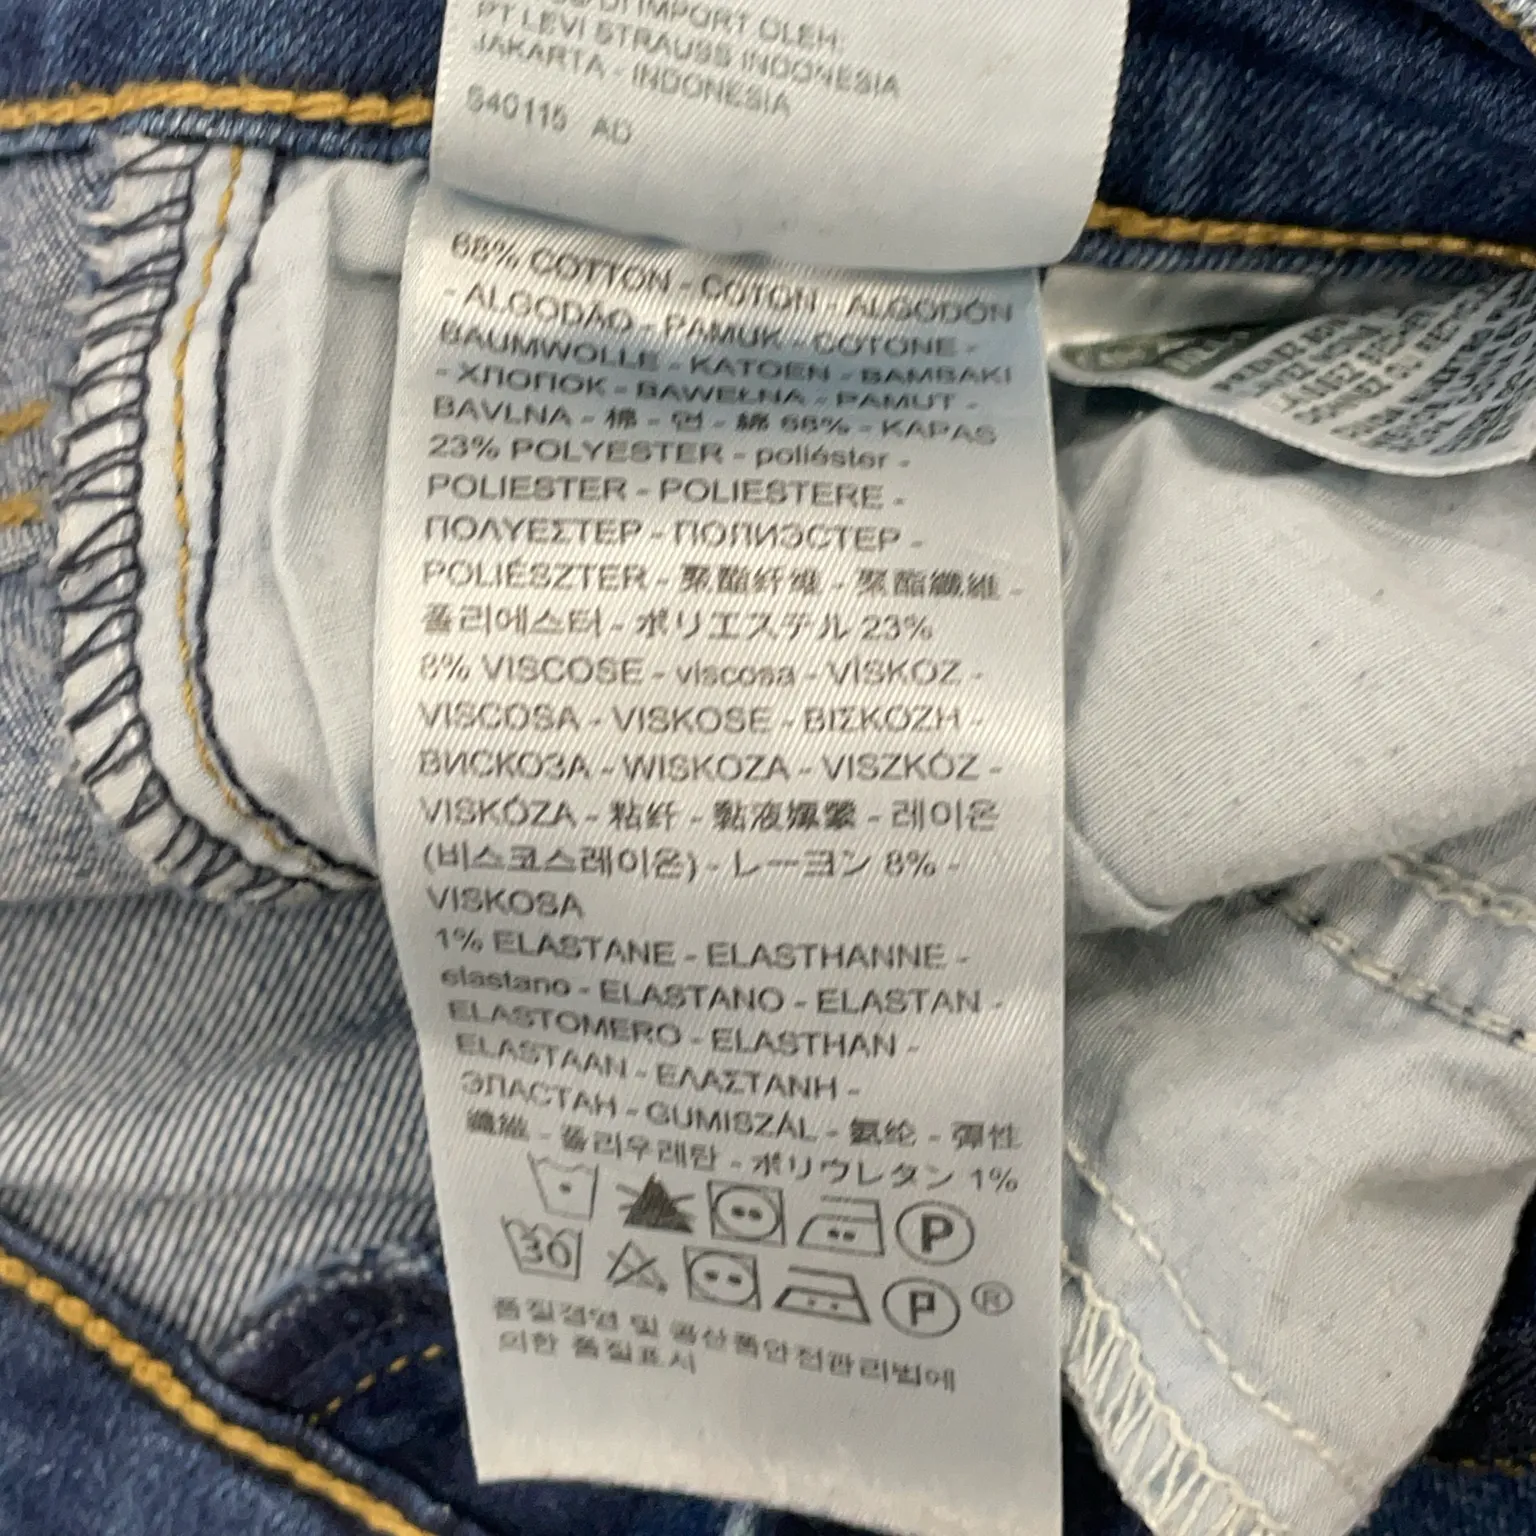 DI IMPORT OLEH:
PT LEVI STRAUSS INDONESIA
JAKARTA - INDONESIA
S40115 AD
68% COTTON - COTON - ALGODÓN
- ALGODÃO - PAMUK - COTONE -
BAUMWOLLE - KATOEN - BAMBAKI
- ХЛОПОК - BAWEŁNA - PAMUT -
BAVLNA - 棉 - 면 - 綿 68% - KAPAS
23% POLYESTER - poliéster -
POLIESTER - POLIESTERE -
ΠΟΛΥΕΣΤΕΡ - ПОЛИЭСТЕР -
POLIÉSZTER - 聚酯纤维 - 聚酯纖維 -
폴리에스터 - ポリエステル 23%
8% VISCOSE - viscosa - VİSKOZ -
VISCOSA - VISKOSE - ΒΙΣΚΟΖΗ -
ВИСКОЗА - WISKOZA - VISZKÓZ -
VISKÓZA - 粘纤 - 黏液嫘縈 - 레이온
(비스코스레이온) - レーヨン 8% -
VISKOSA
1% ELASTANE - ELASTHANNE -
elastano - ELASTANO - ELASTAN -
ELASTOMERO - ELASTHAN -
ELASTAAN - ΕΛΑΣΤΑΝΗ -
ЭЛАСТАН - GUMISZÁL - 氨纶 - 彈性
纖維 - 폴리우레탄 - ポリウレタン 1%
P
30 P ®
품질경영 및 공산품안전관리법에
의한 품질표시